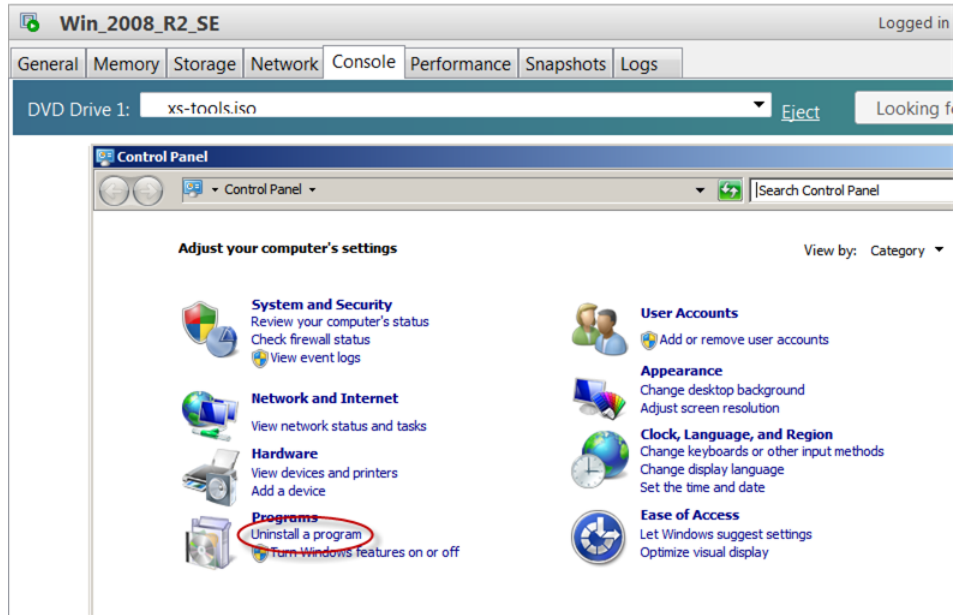 Win_2008_R2_SE Logged in
General Memory Storage Network Console Performance Snapshots Logs
DVD Drive 1: xs-tools.iso Eject Looking
Control Panel
Control Panel Search Control Panel
Adjust your computer's settings View by: Category
System and Security
Review your computer's status
Check firewall status
View event logs
Network and Internet
View network status and tasks
Hardware
View devices and printers
Add a device
Programs
Uninstall a program
Turn Windows features on or off
User Accounts
Add or remove user accounts
Appearance
Change desktop background
Adjust screen resolution
Clock, Language, and Region
Change keyboards or other input methods
Change display language
Set the time and date
Ease of Access
Let Windows suggest settings
Optimize visual display